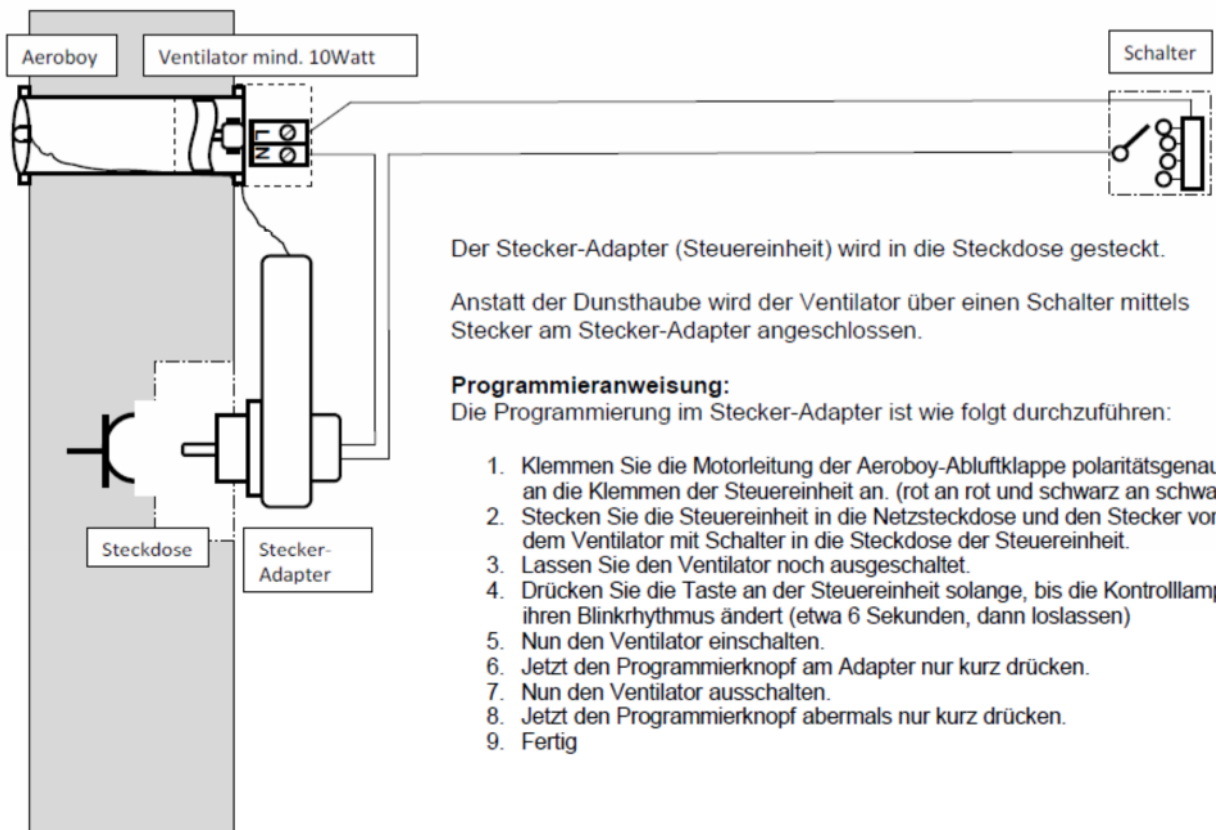 Aeroboy
Ventilator mind. 10Watt
Schalter
L
N
Der Stecker-Adapter (Steuereinheit) wird in die Steckdose gesteckt.
Anstatt der Dunsthaube wird der Ventilator über einen Schalter mittels
Stecker am Stecker-Adapter angeschlossen.
Programmieranweisung:
Die Programmierung im Stecker-Adapter ist wie folgt durchzuführen:
1. Klemmen Sie die Motorleitung der Aeroboy-Abluftklappe polaritätsgenau
an die Klemmen der Steuereinheit an. (rot an rot und schwarz an schwa
2. Stecken Sie die Steuereinheit in die Netzsteckdose und den Stecker vor
dem Ventilator mit Schalter in die Steckdose der Steuereinheit.
3. Lassen Sie den Ventilator noch ausgeschaltet.
4. Drücken Sie die Taste an der Steuereinheit solange, bis die Kontrolllamp
ihren Blinkrhythmus ändert (etwa 6 Sekunden, dann loslassen)
5. Nun den Ventilator einschalten.
6. Jetzt den Programmierknopf am Adapter nur kurz drücken.
7. Nun den Ventilator ausschalten.
8. Jetzt den Programmierknopf abermals nur kurz drücken.
9. Fertig
Steckdose
Stecker-
Adapter